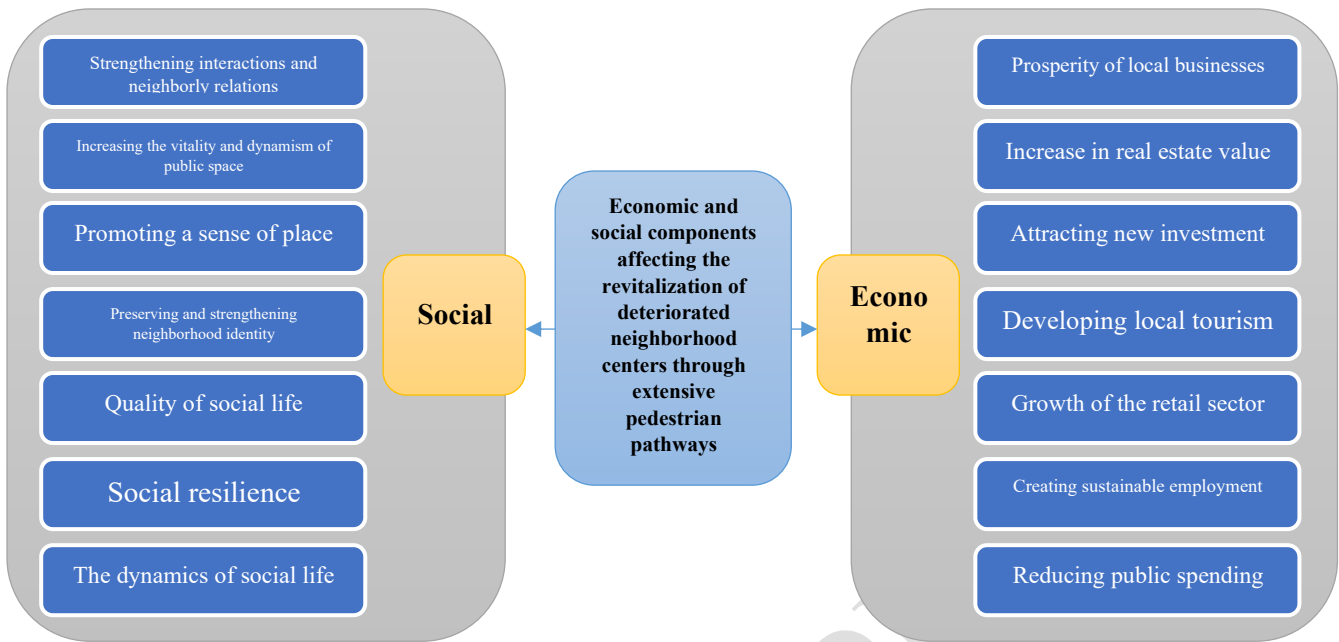 Strengthening interactions and
neighborly relations
Increasing the vitality and dynamism of
public space
Promoting a sense of place
Preserving and strengthening
neighborhood identity
Quality of social life
Social resilience
The dynamics of social life
Social
Economic and
social components
affecting the
revitalization of
deteriorated
neighborhood
centers through
extensive
pedestrian
pathways
Econo
mic
Prosperity of local businesses
Increase in real estate value
Attracting new investment
Developing local tourism
Growth of the retail sector
Creating sustainable employment
Reducing public spending